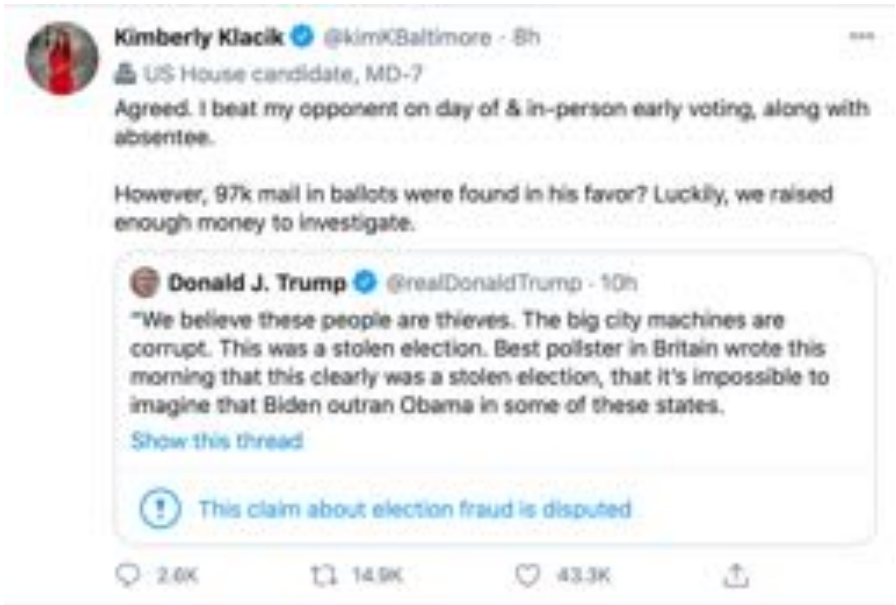 Kimberly Klacik @kimKBaltimore · 8h
US House candidate, MD-7
Agreed. I beat my opponent on day of & in-person early voting, along with
absentee.
However, 97k mail in ballots were found in his favor? Luckily, we raised
enough money to investigate.
Donald J. Trump @realDonaldTrump · 10h
"We believe these people are thieves. The big city machines are
corrupt. This was a stolen election. Best pollster in Britain wrote this
morning that this clearly was a stolen election, that it's impossible to
imagine that Biden outran Obama in some of these states.
Show this thread
This claim about election fraud is disputed
2.6K 14.9K 43.3K